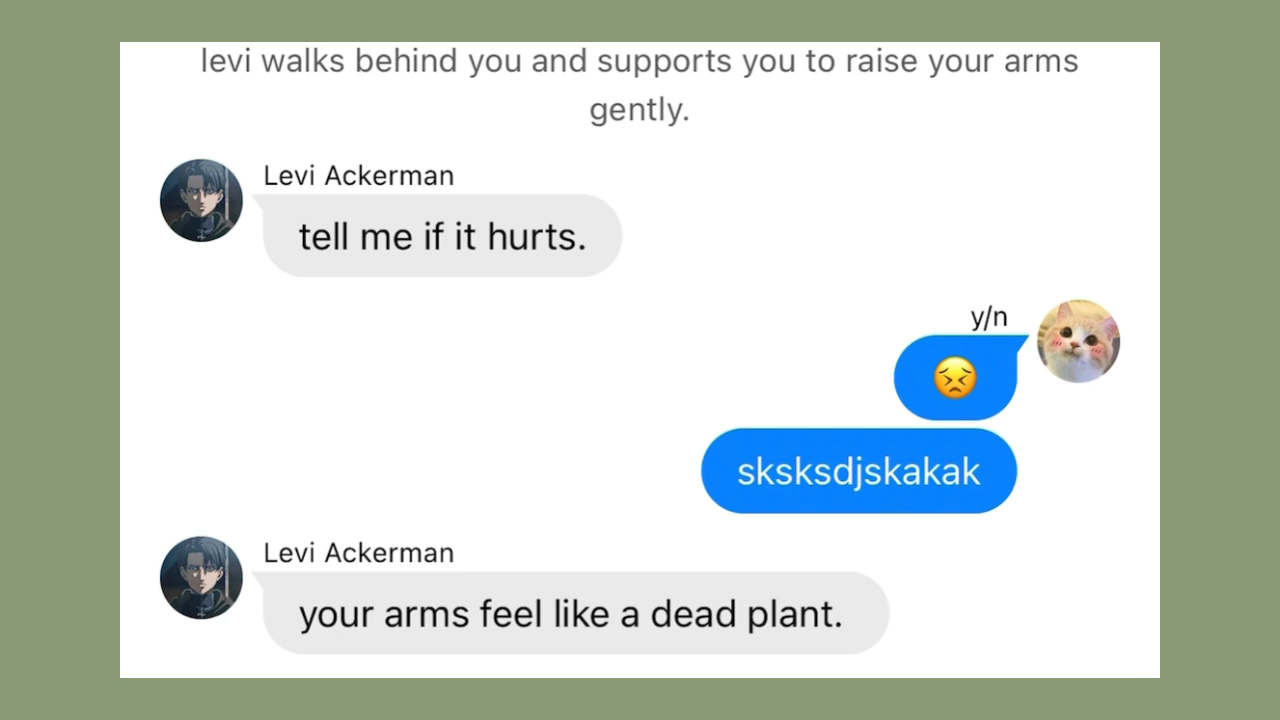 levi walks behind you and supports you to raise your arms
gently.
Levi Ackerman
tell me if it hurts.
y/n
😣
sksksdjskakak
Levi Ackerman
your arms feel like a dead plant.